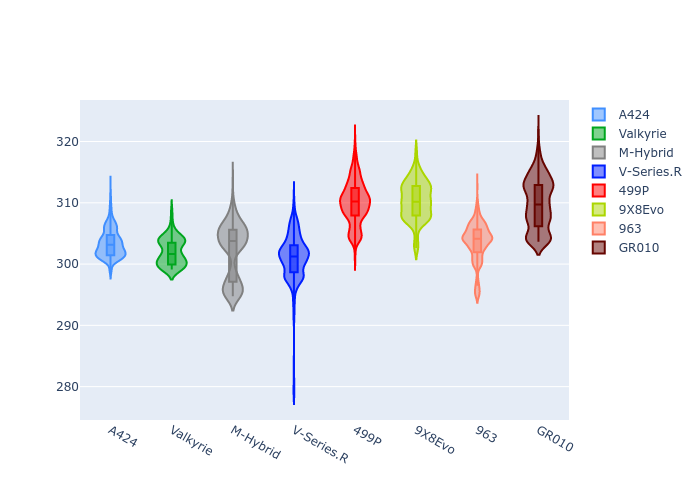 320
310
300
290
280
A424
Valkyrie
M-Hybrid
V-Series.R
499P
9X8Evo
963
GR010
A424
Valkyrie
M-Hybrid
V-Series.R
499P
9X8Evo
963
GR010